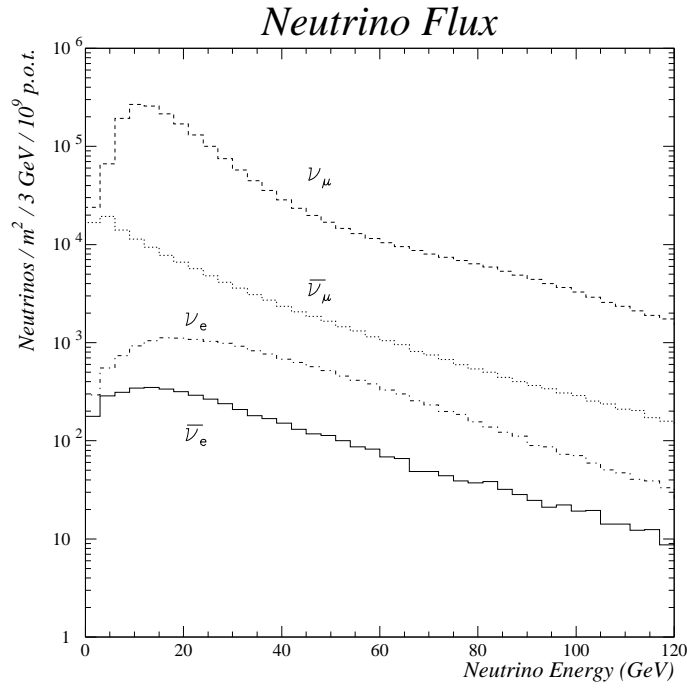 Neutrino Flux
Neutrinos / m² / 3 GeV / 10⁹ p.o.t.
10⁶
10⁵
10⁴
10³
10²
10
1
ν_μ
ν̅_μ
ν_e
ν̅_e
0 20 40 60 80 100 120
Neutrino Energy (GeV)